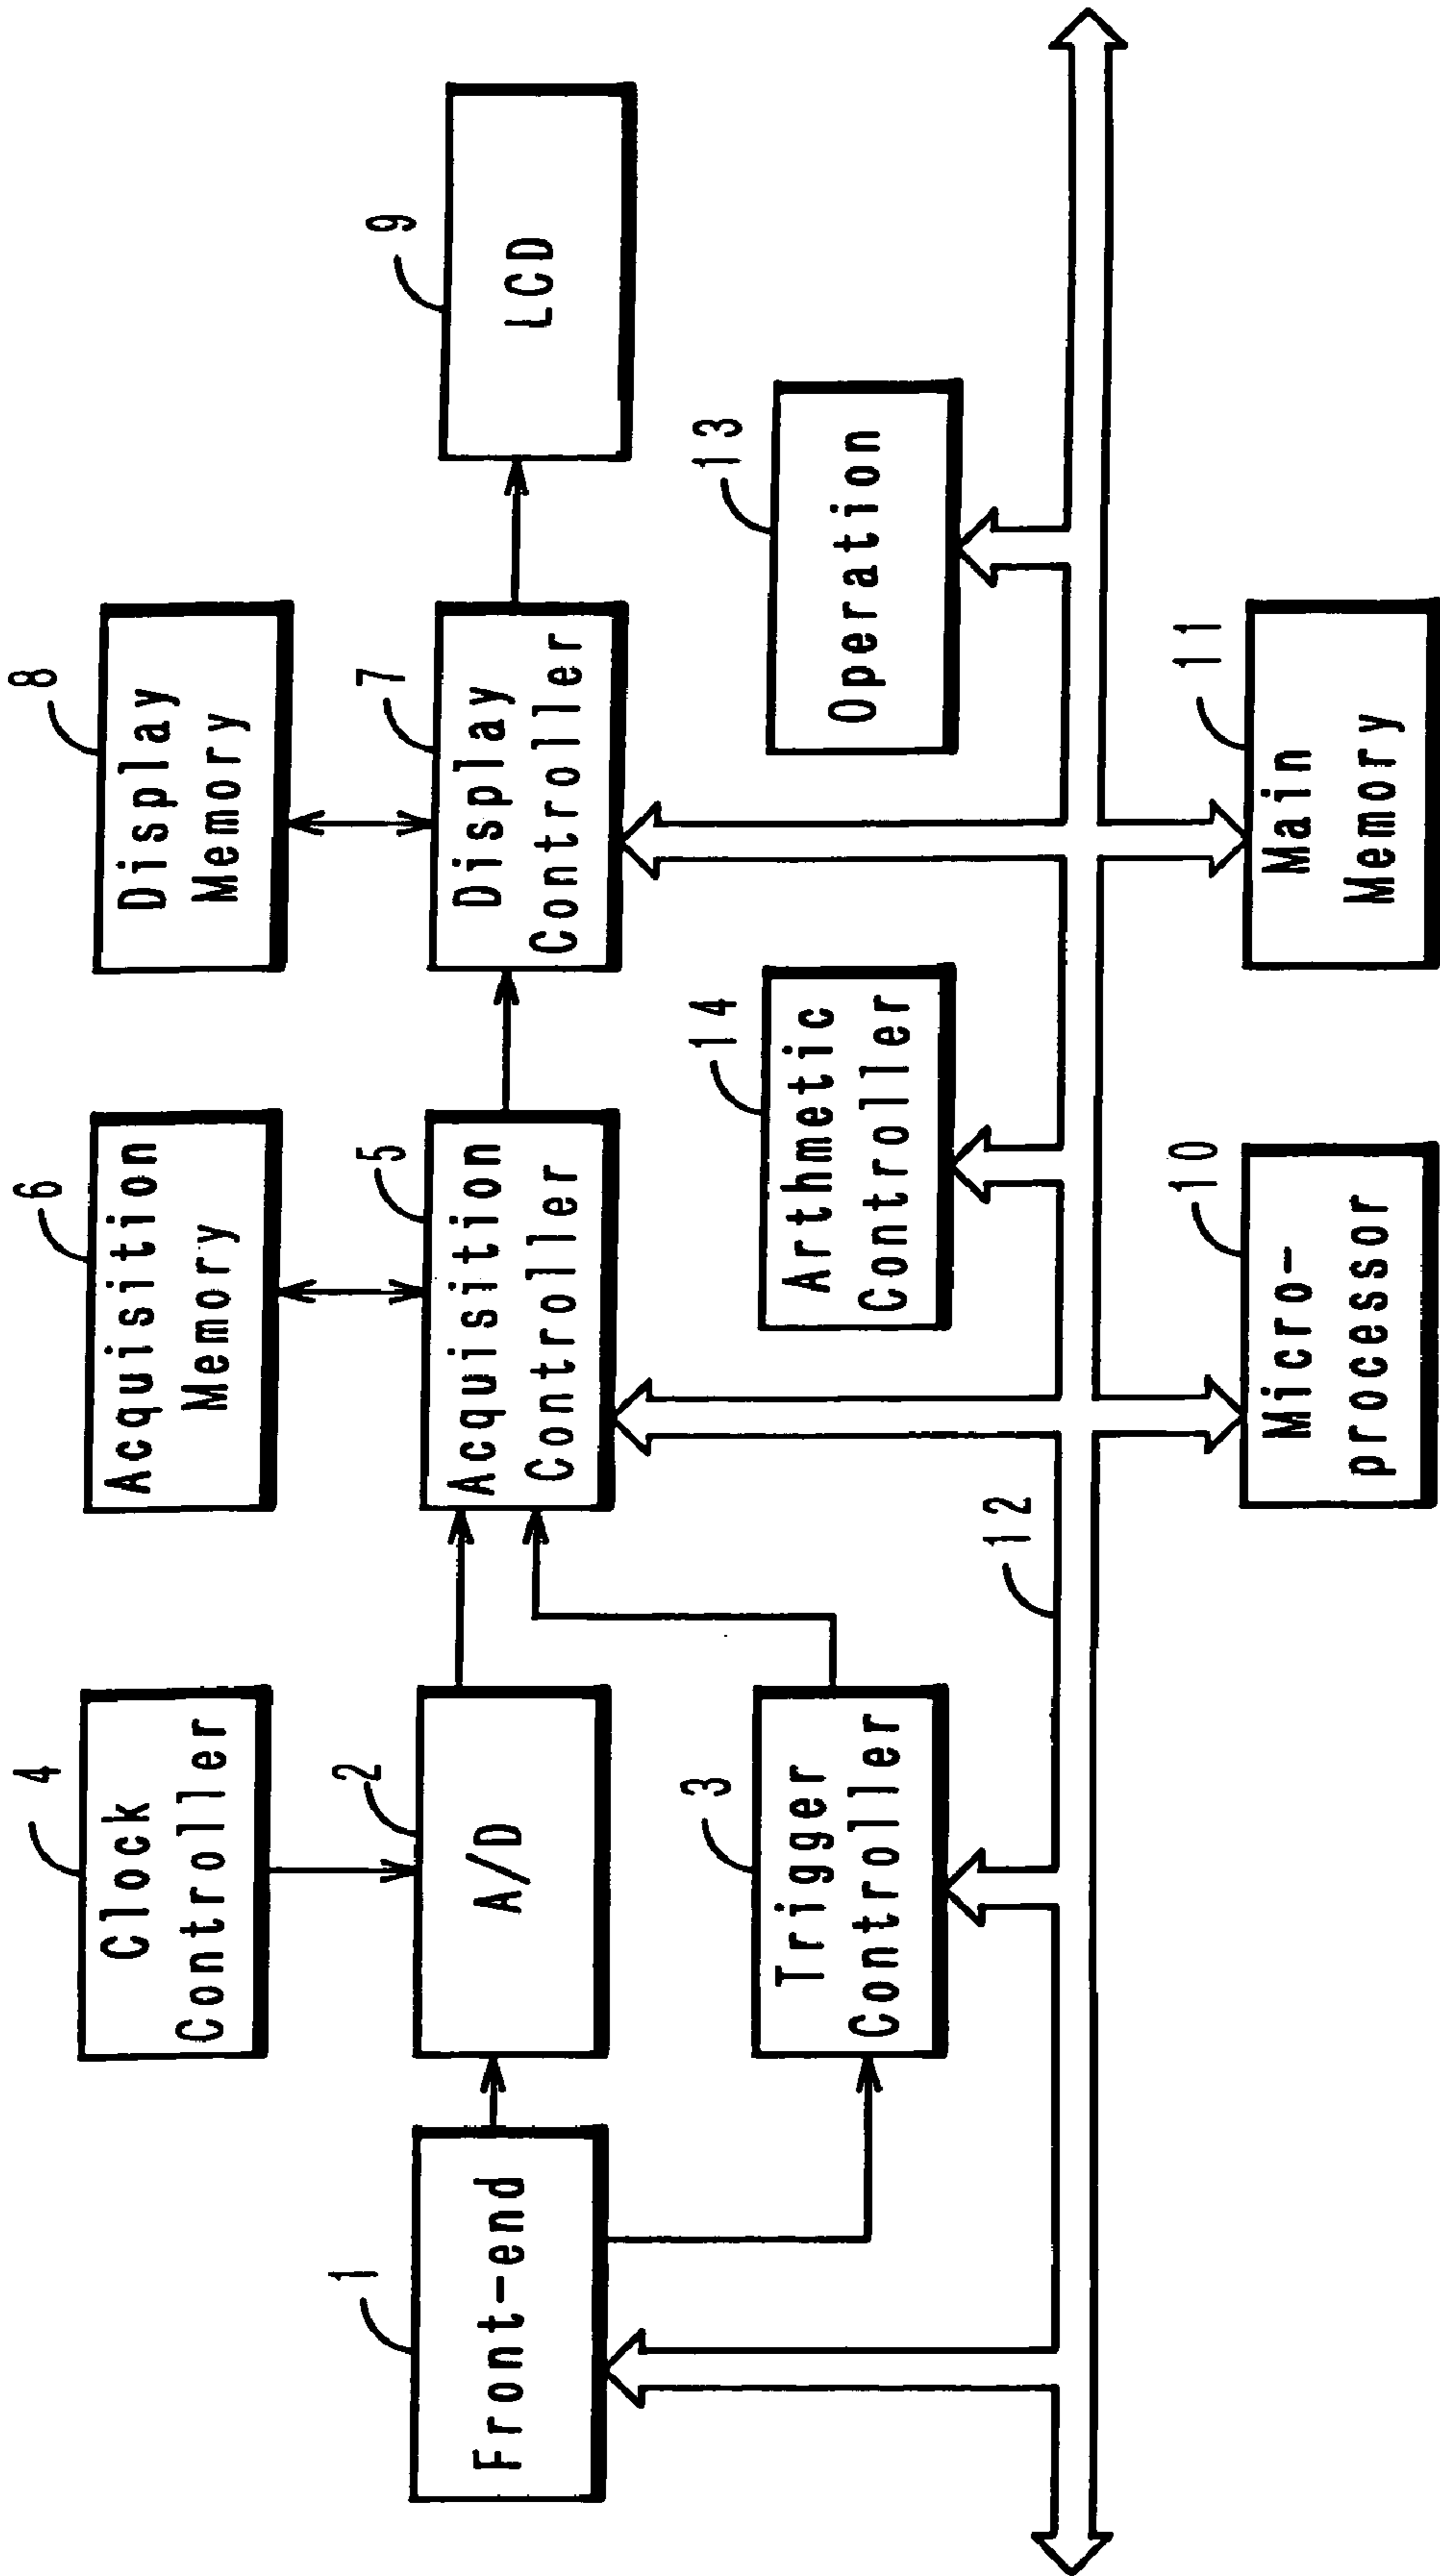 4
Clock
Controller
6
Acquisition
Memory
8
Display
Memory
1
Front-end
2
A/D
5
Acquisition
Controller
7
Display
Controller
9
LCD
3
Trigger
Controller
14
Arthmetic
Controller
13
Operation
12
10
Micro-
processor
11
Main
Memory